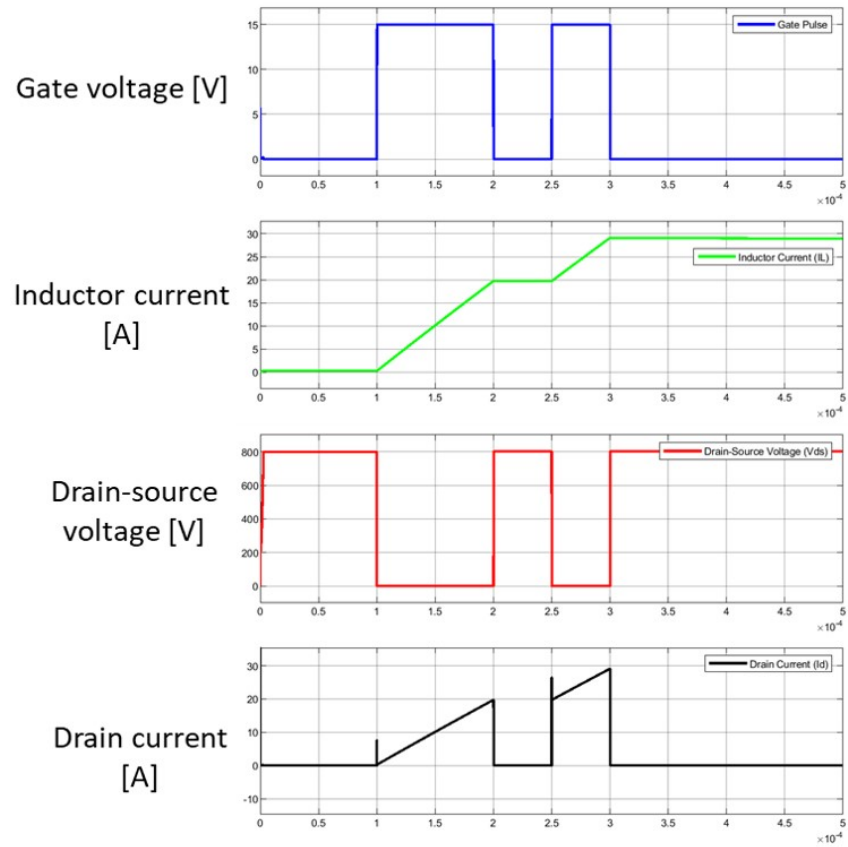 Gate voltage [V]
15
10
5
0
Gate Pulse
0 0.5 1 1.5 2 2.5 3 3.5 4 4.5 5
×10⁻⁴
Inductor current
[A]
30
25
20
15
10
5
0
Inductor Current (IL)
0 0.5 1 1.5 2 2.5 3 3.5 4 4.5 5
×10⁻⁴
Drain-source
voltage [V]
800
600
400
200
0
Drain-Source Voltage (Vds)
0 0.5 1 1.5 2 2.5 3 3.5 4 4.5 5
×10⁻⁴
Drain current
[A]
30
20
10
0
-10
Drain Current (Id)
0 0.5 1 1.5 2 2.5 3 3.5 4 4.5 5
×10⁻⁴